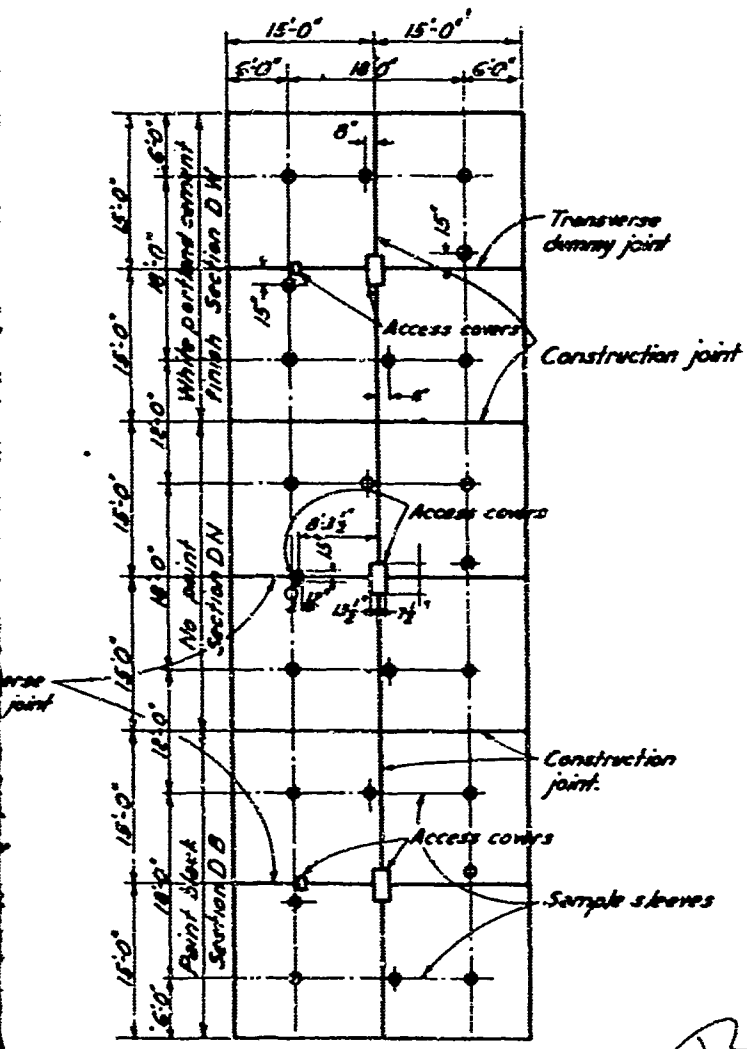 15'-0" 15'-0"
6'-0" 18'-0" 6'-0"
8"
6'-0"
15'-0"
White portland cement
Finish Section DW
15"
Transverse
dummy joint
18'-0"
15"
Access covers
15'-0"
Construction joint
12'-0"
15'-0"
Access covers
8'-3½"
15"
18'-0"
No paint
Section DN
13½"
7½"
15'-0"
joint
12'-0"
Construction
joint.
15'-0"
Access covers
18'-0"
Paint black
Section DB
Sample sleeves
15'-0"
6'-0"